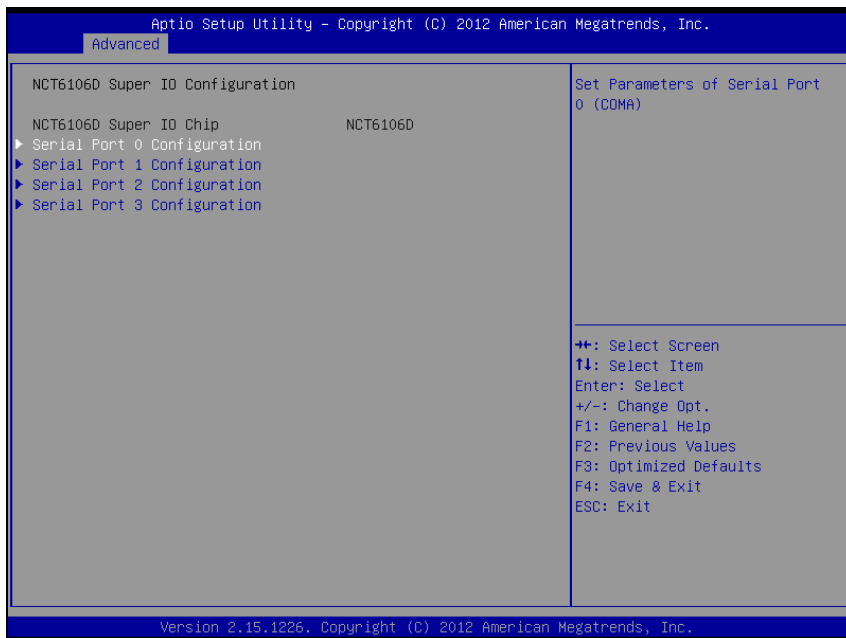 Aptio Setup Utility – Copyright (C) 2012 American Megatrends, Inc.
Advanced
NCT6106D Super IO Configuration
NCT6106D Super IO Chip NCT6106D
Serial Port 0 Configuration
Serial Port 1 Configuration
Serial Port 2 Configuration
Serial Port 3 Configuration
Set Parameters of Serial Port
0 (COMA)
→←: Select Screen
↑↓: Select Item
Enter: Select
+/-: Change Opt.
F1: General Help
F2: Previous Values
F3: Optimized Defaults
F4: Save & Exit
ESC: Exit
Version 2.15.1226. Copyright (C) 2012 American Megatrends, Inc.